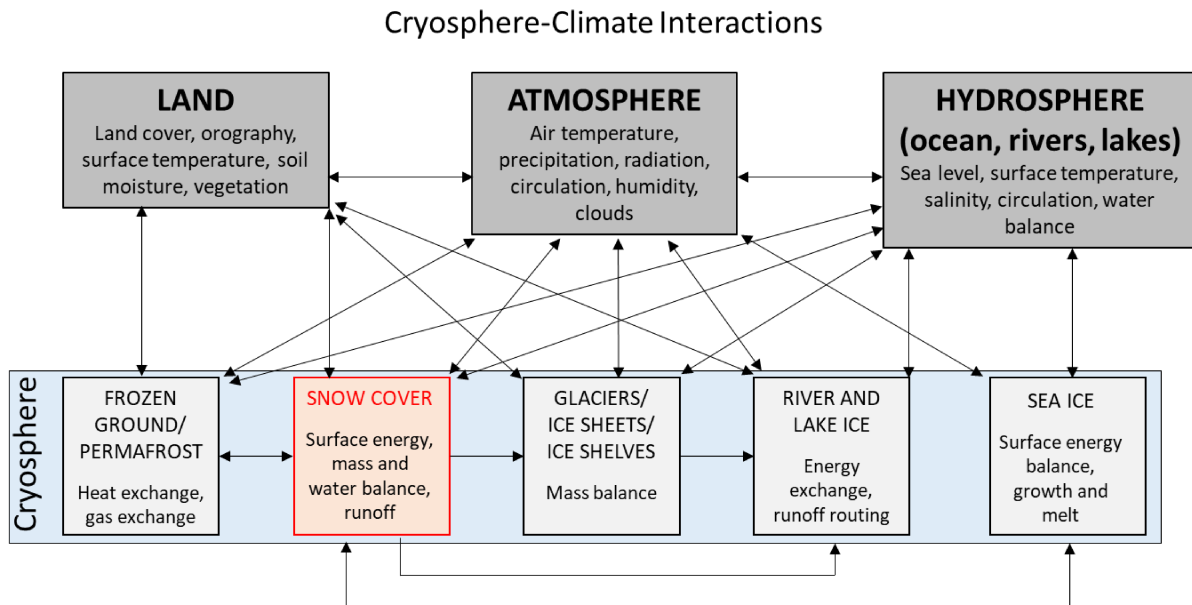 Cryosphere-Climate Interactions
LAND
Land cover, orography,
surface temperature, soil
moisture, vegetation
ATMOSPHERE
Air temperature,
precipitation, radiation,
circulation, humidity,
clouds
HYDROSPHERE
(ocean, rivers, lakes)
Sea level, surface temperature,
salinity, circulation, water
balance
Cryosphere
FROZEN
GROUND/
PERMAFROST
Heat exchange,
gas exchange
SNOW COVER
Surface energy,
mass and
water balance,
runoff
GLACIERS/
ICE SHEETS/
ICE SHELVES
Mass balance
RIVER AND
LAKE ICE
Energy
exchange,
runoff routing
SEA ICE
Surface energy
balance,
growth and
melt